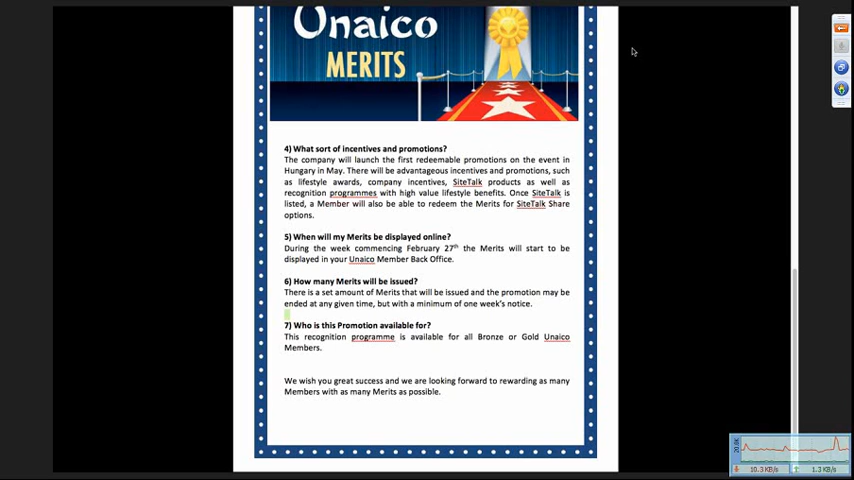 Unaico
MERITS
4) What sort of incentives and promotions?
The company will launch the first redeemable promotions on the event in
Hungary in May. There will be advantageous incentives and promotions, such
as lifestyle awards, company incentives, SiteTalk products as well as
recognition programmes with high value lifestyle benefits. Once SiteTalk is
listed, a Member will also be able to redeem the Merits for SiteTalk Share
options.
5) When will my Merits be displayed online?
During the week commencing February 27th the Merits will start to be
displayed in your Unaico Member Back Office.
6) How many Merits will be issued?
There is a set amount of Merits that will be issued and the promotion may be
ended at any given time, but with a minimum of one week's notice.
7) Who is this Promotion available for?
This recognition programme is available for all Bronze or Gold Unaico
Members.
We wish you great success and we are looking forward to rewarding as many
Members with as many Merits as possible.
20.0K
10.3 KB/s 1.3 KB/s